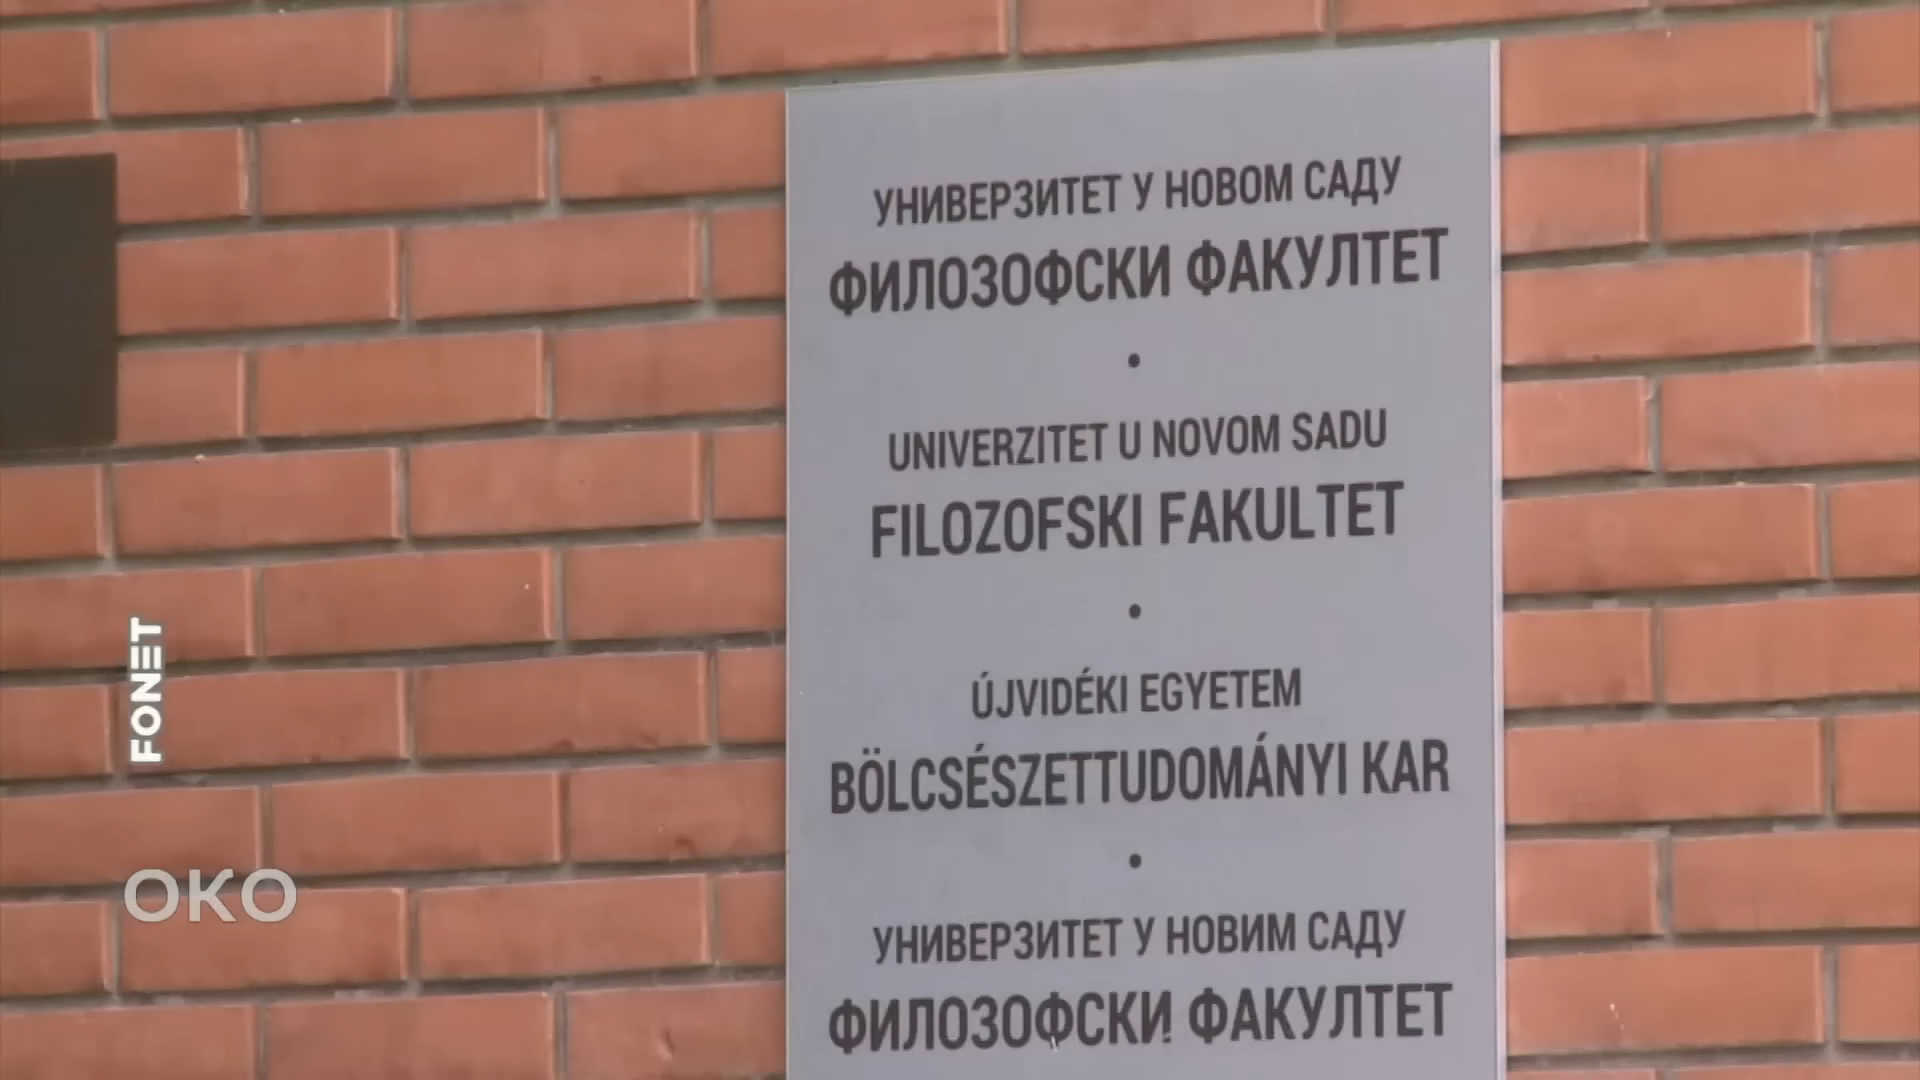 УНИВЕРЗИТЕТ У НОВОМ САДУ
ФИЛОЗОФСКИ ФАКУЛТЕТ
•
UNIVERZITET U NOVOM SADU
FILOZOFSKI FAKULTET
•
ÚJVIDÉKI EGYETEM
BÖLCSÉSZETTUDOMÁNYI KAR
•
УНИВЕРЗИТЕТ У НОВИМ САДУ
ФИЛОЗОФСКИ ФАКУЛТЕТ
FONET
OKO